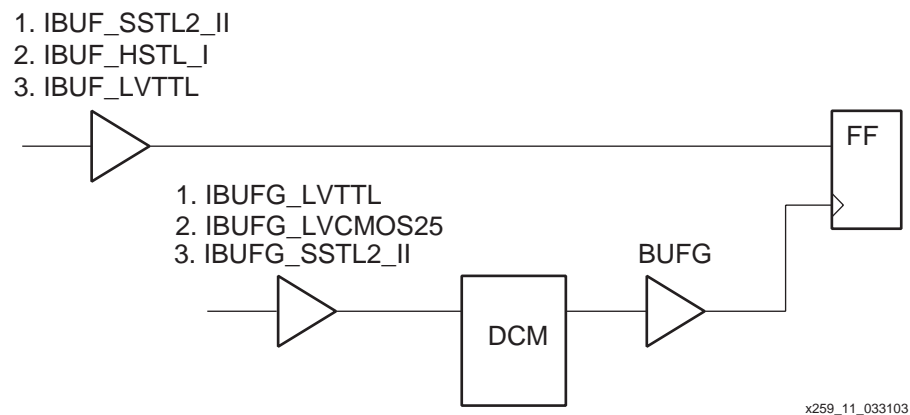 1. IBUF_SSTL2_II
2. IBUF_HSTL_I
3. IBUF_LVTTL
FF
1. IBUFG_LVTTL
2. IBUFG_LVCMOS25
3. IBUFG_SSTL2_II
BUFG
DCM
x259_11_033103